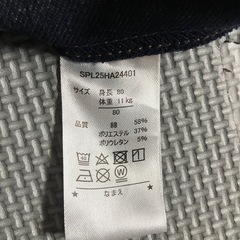 SPL25HA24401
サイズ 身長 80
体重 11kg
80
品質 綿 58%
ポリエステル 37%
ポリウレタン 5%
★ なまえ ★